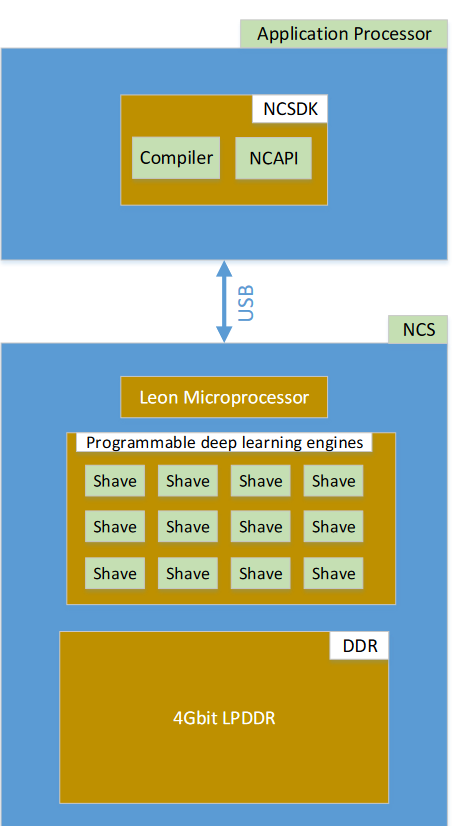 Application Processor
NCSDK
Compiler NCAPI
USB
NCS
Leon Microprocessor
Programmable deep learning engines
Shave Shave Shave Shave
Shave Shave Shave Shave
Shave Shave Shave Shave
DDR
4Gbit LPDDR